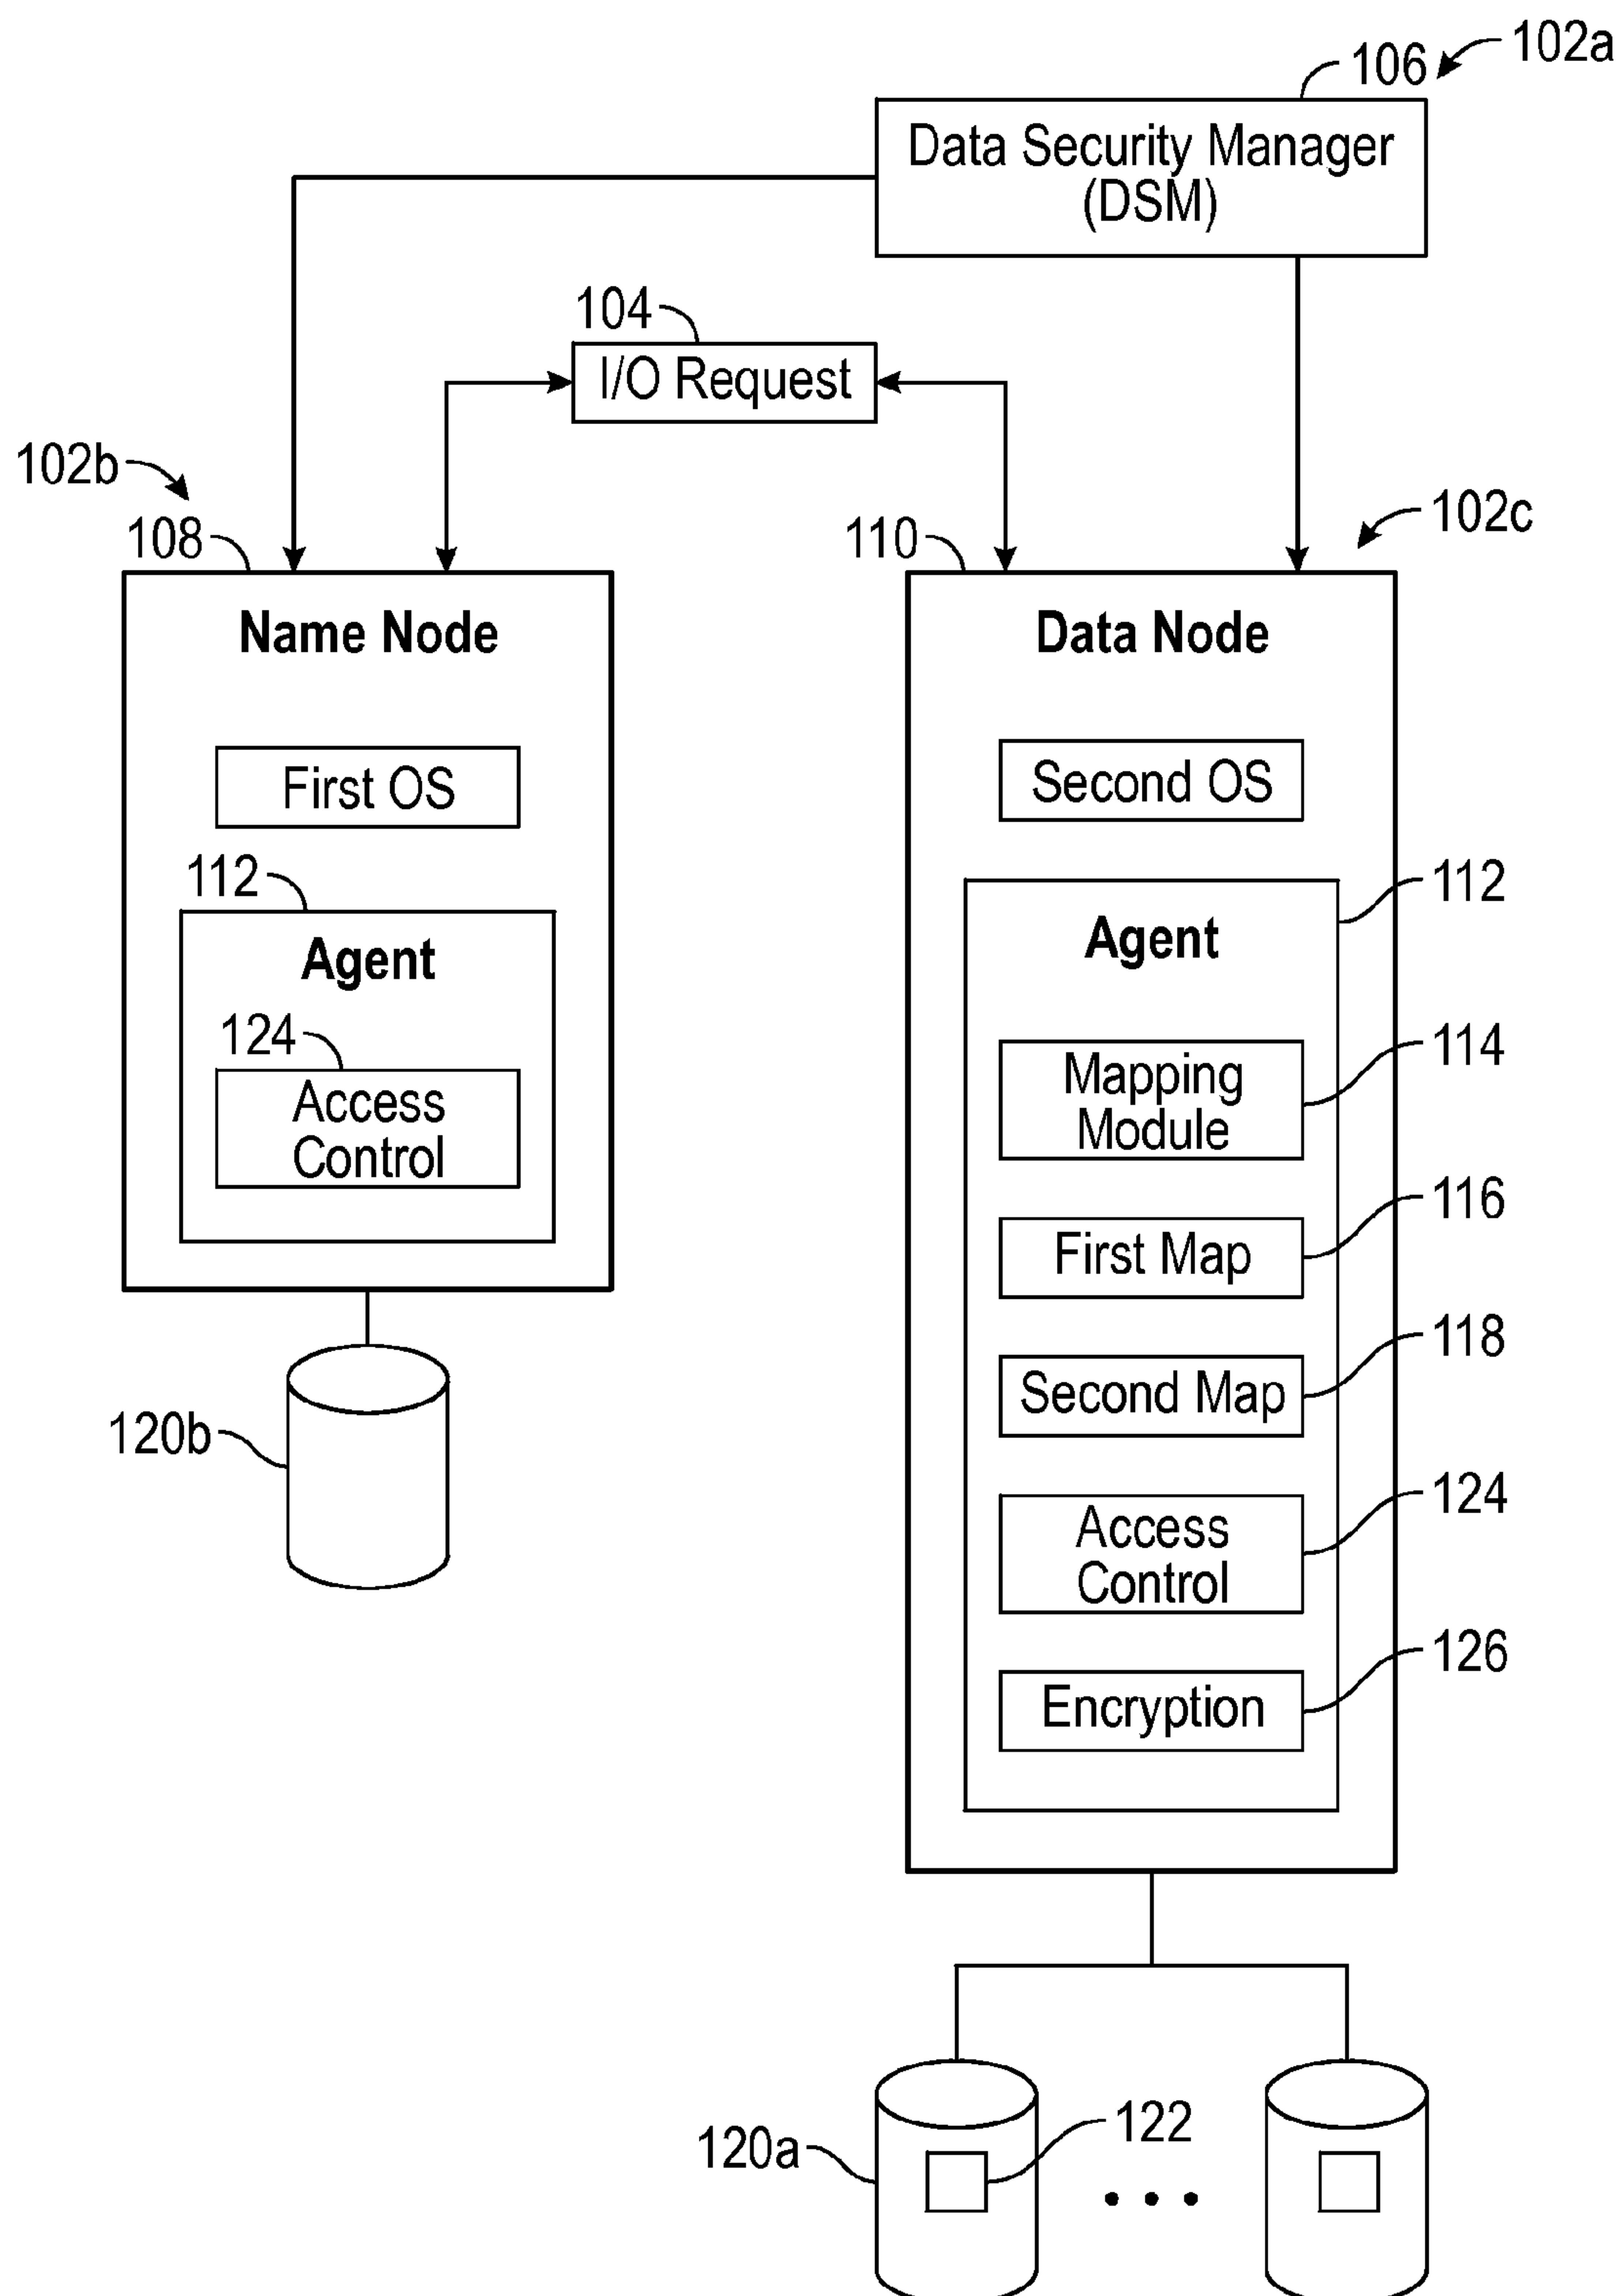 102a
106
Data Security Manager
(DSM)
104
I/O Request
102b
108
Name Node
First OS
112
Agent
124
Access
Control
120b
102c
110
Data Node
Second OS
112
Agent
Mapping
Module
114
First Map
116
Second Map
118
Access
Control
124
Encryption
126
120a
122